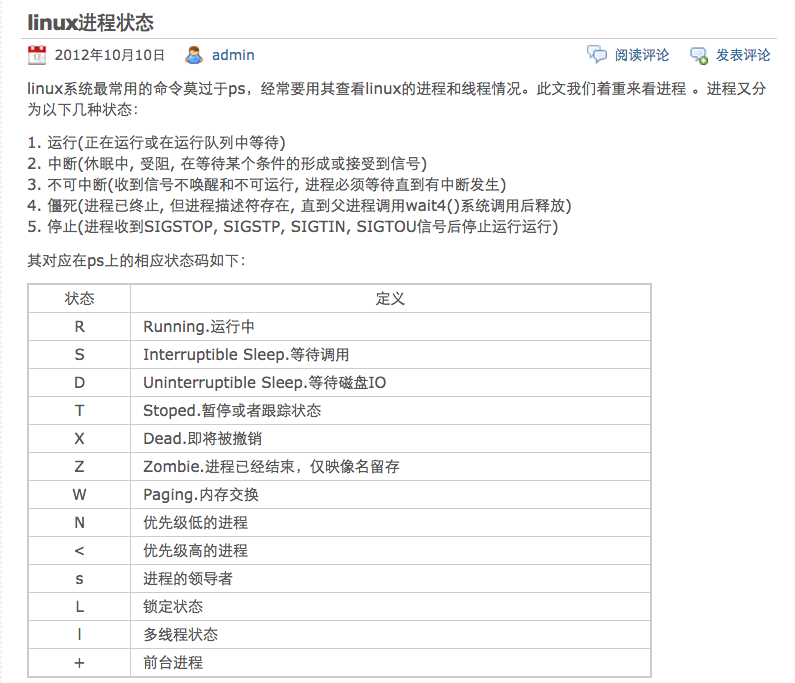 linux进程状态
2012年10月10日 admin 阅读评论 发表评论
linux系统最常用的命令莫过于ps，经常要用其查看linux的进程和线程情况。此文我们着重来看进程 。进程又分
为以下几种状态：
1. 运行(正在运行或在运行队列中等待)
2. 中断(休眠中, 受阻, 在等待某个条件的形成或接受到信号)
3. 不可中断(收到信号不唤醒和不可运行, 进程必须等待直到有中断发生)
4. 僵死(进程已终止, 但进程描述符存在, 直到父进程调用wait4()系统调用后释放)
5. 停止(进程收到SIGSTOP, SIGSTP, SIGTIN, SIGTOU信号后停止运行运行)
其对应在ps上的相应状态码如下：
状态 定义
R Running.运行中
S Interruptible Sleep.等待调用
D Uninterruptible Sleep.等待磁盘IO
T Stoped.暂停或者跟踪状态
X Dead.即将被撤销
Z Zombie.进程已经结束，仅映像名留存
W Paging.内存交换
N 优先级低的进程
< 优先级高的进程
s 进程的领导者
L 锁定状态
l 多线程状态
+ 前台进程